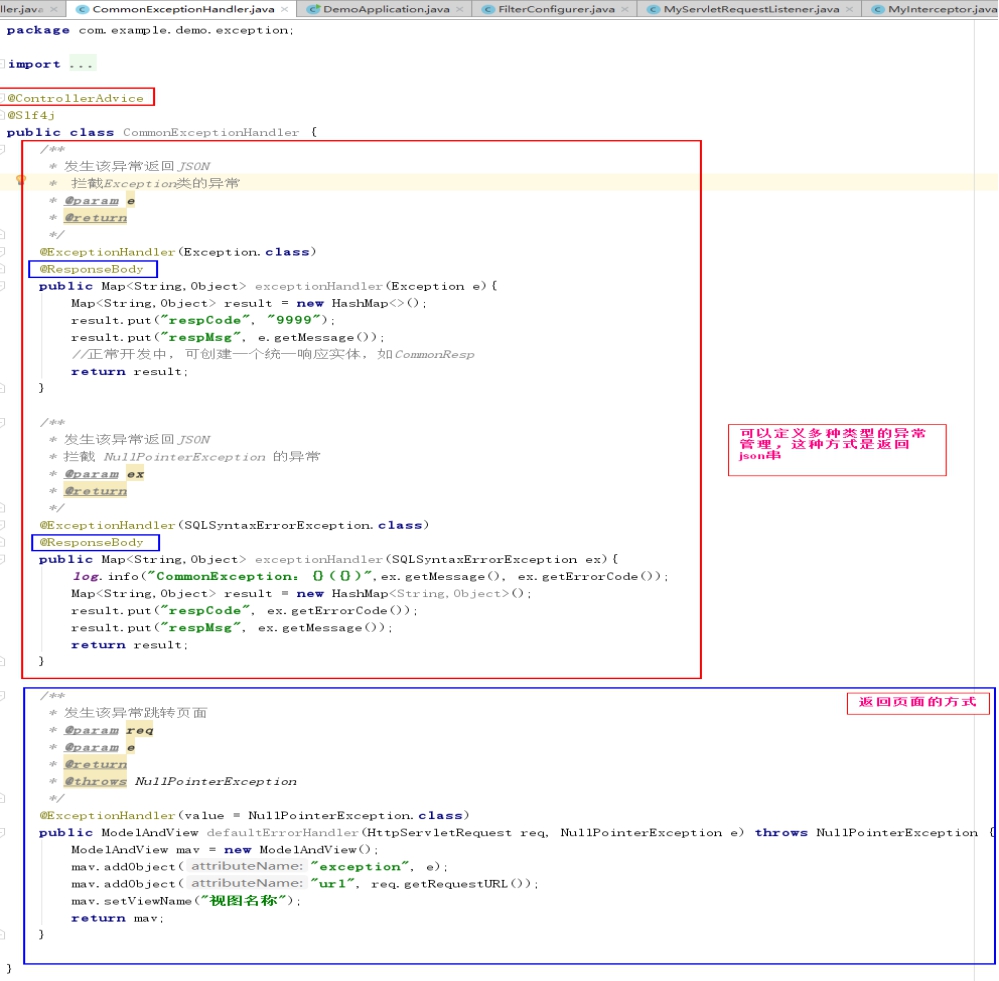 ller.java CommonExceptionHandler.java DemoApplication.java FilterConfigurer.java MyServletRequestListener.java MyInterceptor.java
package com.example.demo.exception;
import ...
@ControllerAdvice
@Slf4j
public class CommonExceptionHandler {
/**
* 发生该异常返回JSON
* 拦截Exception类的异常
* @param e
* @return
*/
@ExceptionHandler(Exception.class)
@ResponseBody
public Map<String,Object> exceptionHandler(Exception e){
Map<String,Object> result = new HashMap<>();
result.put("respCode", "9999");
result.put("respMsg", e.getMessage());
//正常开发中，可创建一个统一响应实体，如CommonResp
return result;
}
/**
* 发生该异常返回JSON
* 拦截 NullPointerException 的异常
* @param ex
* @return
*/
@ExceptionHandler(SQLSyntaxErrorException.class)
@ResponseBody
public Map<String,Object> exceptionHandler(SQLSyntaxErrorException ex){
log.info("CommonException：{}({})",ex.getMessage(), ex.getErrorCode());
Map<String,Object> result = new HashMap<String,Object>();
result.put("respCode", ex.getErrorCode());
result.put("respMsg", ex.getMessage());
return result;
}
可以定义多种类型的异常
管理，这种方式是返回
json串
/**
* 发生该异常跳转页面
* @param req
* @param e
* @return
* @throws NullPointerException
*/
@ExceptionHandler(value = NullPointerException.class)
public ModelAndView defaultErrorHandler(HttpServletRequest req, NullPointerException e) throws NullPointerException {
ModelAndView mav = new ModelAndView();
mav.addObject( attributeName: "exception", e);
mav.addObject( attributeName: "url", req.getRequestURL());
mav.setViewName("视图名称");
return mav;
}
返回页面的方式
}